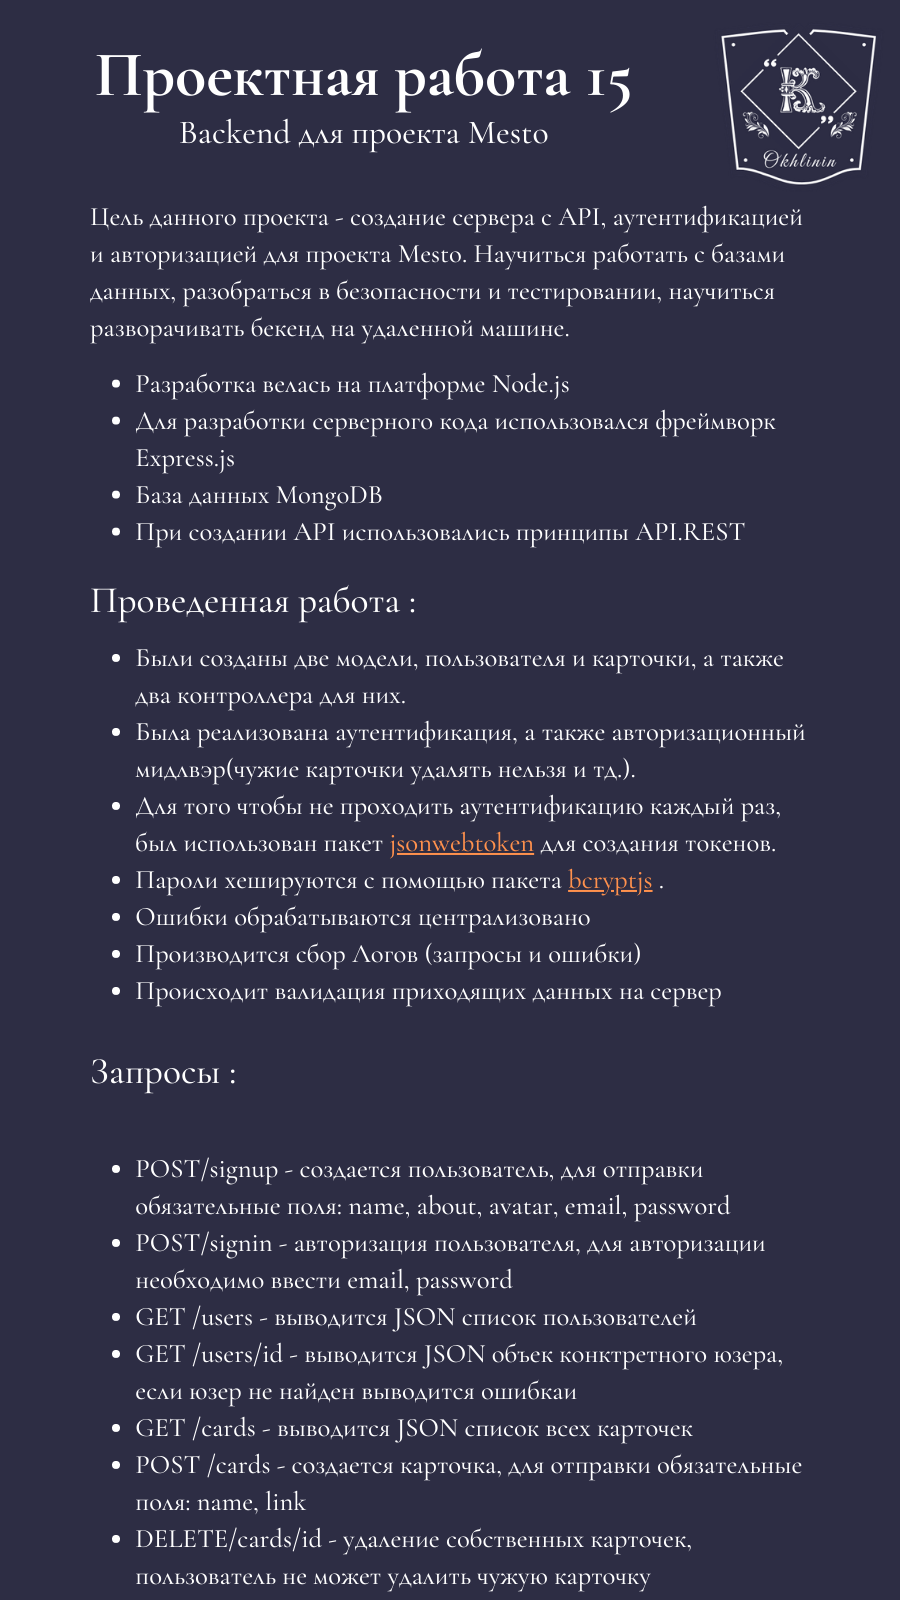 Проектная работа 15
Backend для проекта Mesto
“ K ”
Okhlinin
Цель данного проекта - создание сервера с API, аутентификацией
и авторизацией для проекта Mesto. Научиться работать с базами
данных, разобраться в безопасности и тестировании, научиться
разворачивать бекенд на удаленной машине.
• Разработка велась на платформе Node.js
• Для разработки серверного кода использовался фреймворк
Express.js
• База данных MongoDB
• При создании API использовались принципы API.REST
Проведенная работа :
• Были созданы две модели, пользователя и карточки, а также
два контроллера для них.
• Была реализована аутентификация, а также авторизационный
мидлвэр(чужие карточки удалять нельзя и тд.).
• Для того чтобы не проходить аутентификацию каждый раз,
был использован пакет jsonwebtoken для создания токенов.
• Пароли хешируются с помощью пакета bcryptjs .
• Ошибки обрабатываются централизовано
• Производится сбор Логов (запросы и ошибки)
• Происходит валидация приходящих данных на сервер
Запросы :
• POST/signup - создается пользователь, для отправки
обязательные поля: name, about, avatar, email, password
• POST/signin - авторизация пользователя, для авторизации
необходимо ввести email, password
• GET /users - выводится JSON список пользователей
• GET /users/id - выводится JSON объек конктретного юзера,
если юзер не найден выводится ошибкаи
• GET /cards - выводится JSON список всех карточек
• POST /cards - создается карточка, для отправки обязательные
поля: name, link
• DELETE/cards/id - удаление собственных карточек,
пользователь не может удалить чужую карточку